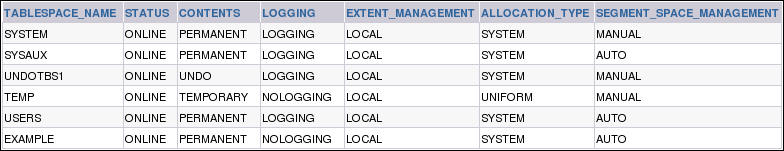 TABLESPACE_NAME STATUS CONTENTS LOGGING EXTENT_MANAGEMENT ALLOCATION_TYPE SEGMENT_SPACE_MANAGEMENT
SYSTEM ONLINE PERMANENT LOGGING LOCAL SYSTEM MANUAL
SYSAUX ONLINE PERMANENT LOGGING LOCAL SYSTEM AUTO
UNDOTBS1 ONLINE UNDO LOGGING LOCAL SYSTEM MANUAL
TEMP ONLINE TEMPORARY NOLOGGING LOCAL UNIFORM MANUAL
USERS ONLINE PERMANENT LOGGING LOCAL SYSTEM AUTO
EXAMPLE ONLINE PERMANENT NOLOGGING LOCAL SYSTEM AUTO